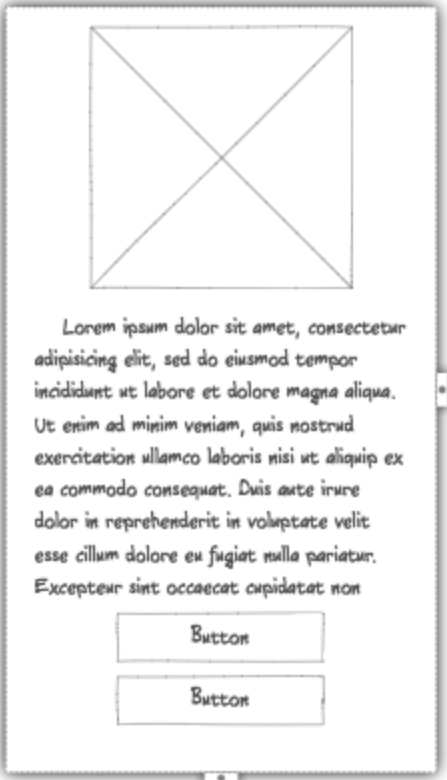 Lorem ipsum dolor sit amet, consectetur
adipisicing elit, sed do eiusmod tempor
incididunt ut labore et dolore magna aliqua.
Ut enim ad minim veniam, quis nostrud
exercitation ullamco laboris nisi ut aliquip ex
ea commodo consequat. Duis aute irure
dolor in reprehenderit in voluptate velit
esse cillum dolore eu fugiat nulla pariatur.
Excepteur sint occaecat cupidatat non
Button
Button